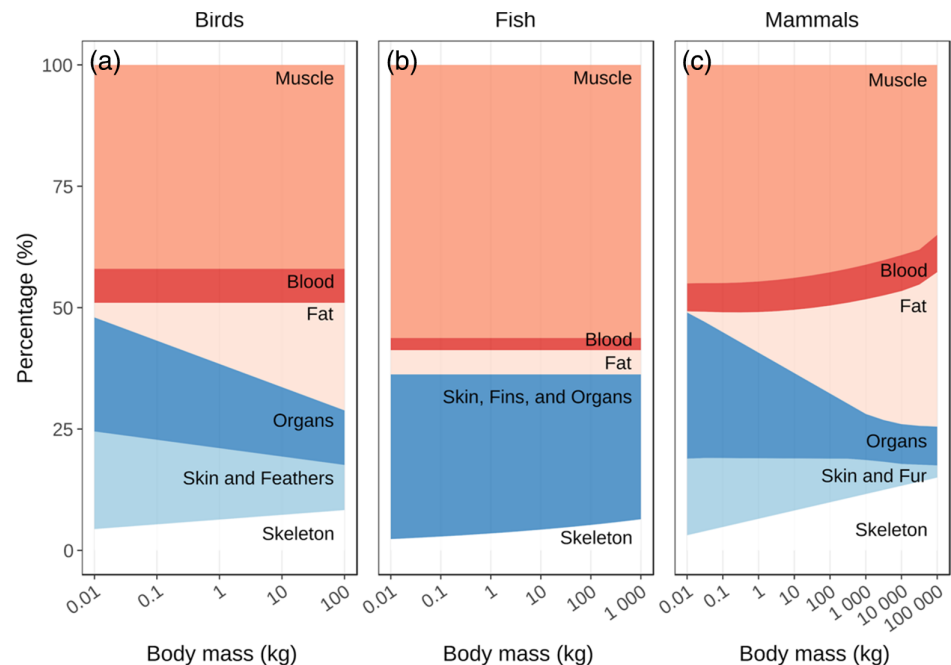 Birds
Fish
Mammals
Percentage (%)
100
75
50
25
0
(a)
Muscle
Blood
Fat
Organs
Skin and Feathers
Skeleton
0.01
0.1
1
10
100
Body mass (kg)
(b)
Muscle
Blood
Fat
Skin, Fins, and Organs
Skeleton
0.01
0.1
1
10
100
1 000
Body mass (kg)
(c)
Muscle
Blood
Fat
Organs
Skin and Fur
Skeleton
0.01
0.1
1
10
100
1 000
10 000
100 000
Body mass (kg)